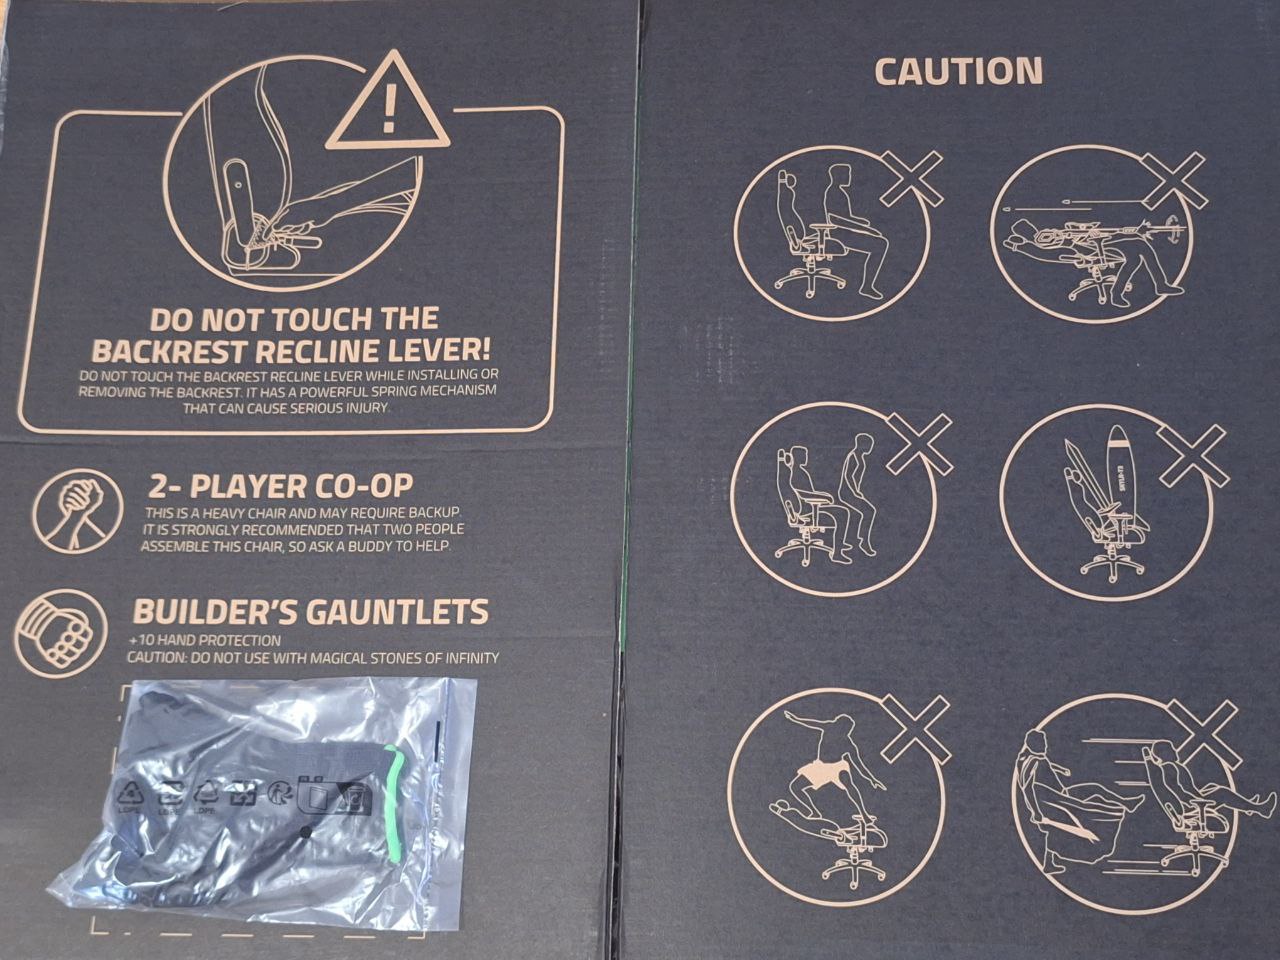 DO NOT TOUCH THE
BACKREST RECLINE LEVER!
DO NOT TOUCH THE BACKREST RECLINE LEVER WHILE INSTALLING OR
REMOVING THE BACKREST. IT HAS A POWERFUL SPRING MECHANISM
THAT CAN CAUSE SERIOUS INJURY.
2- PLAYER CO-OP
THIS IS A HEAVY CHAIR AND MAY REQUIRE BACKUP.
IT IS STRONGLY RECOMMENDED THAT TWO PEOPLE
ASSEMBLE THIS CHAIR, SO ASK A BUDDY TO HELP.
BUILDER'S GAUNTLETS
+10 HAND PROTECTION
CAUTION: DO NOT USE WITH MAGICAL STONES OF INFINITY
LDPE
LDPE
LDPE
CAUTION